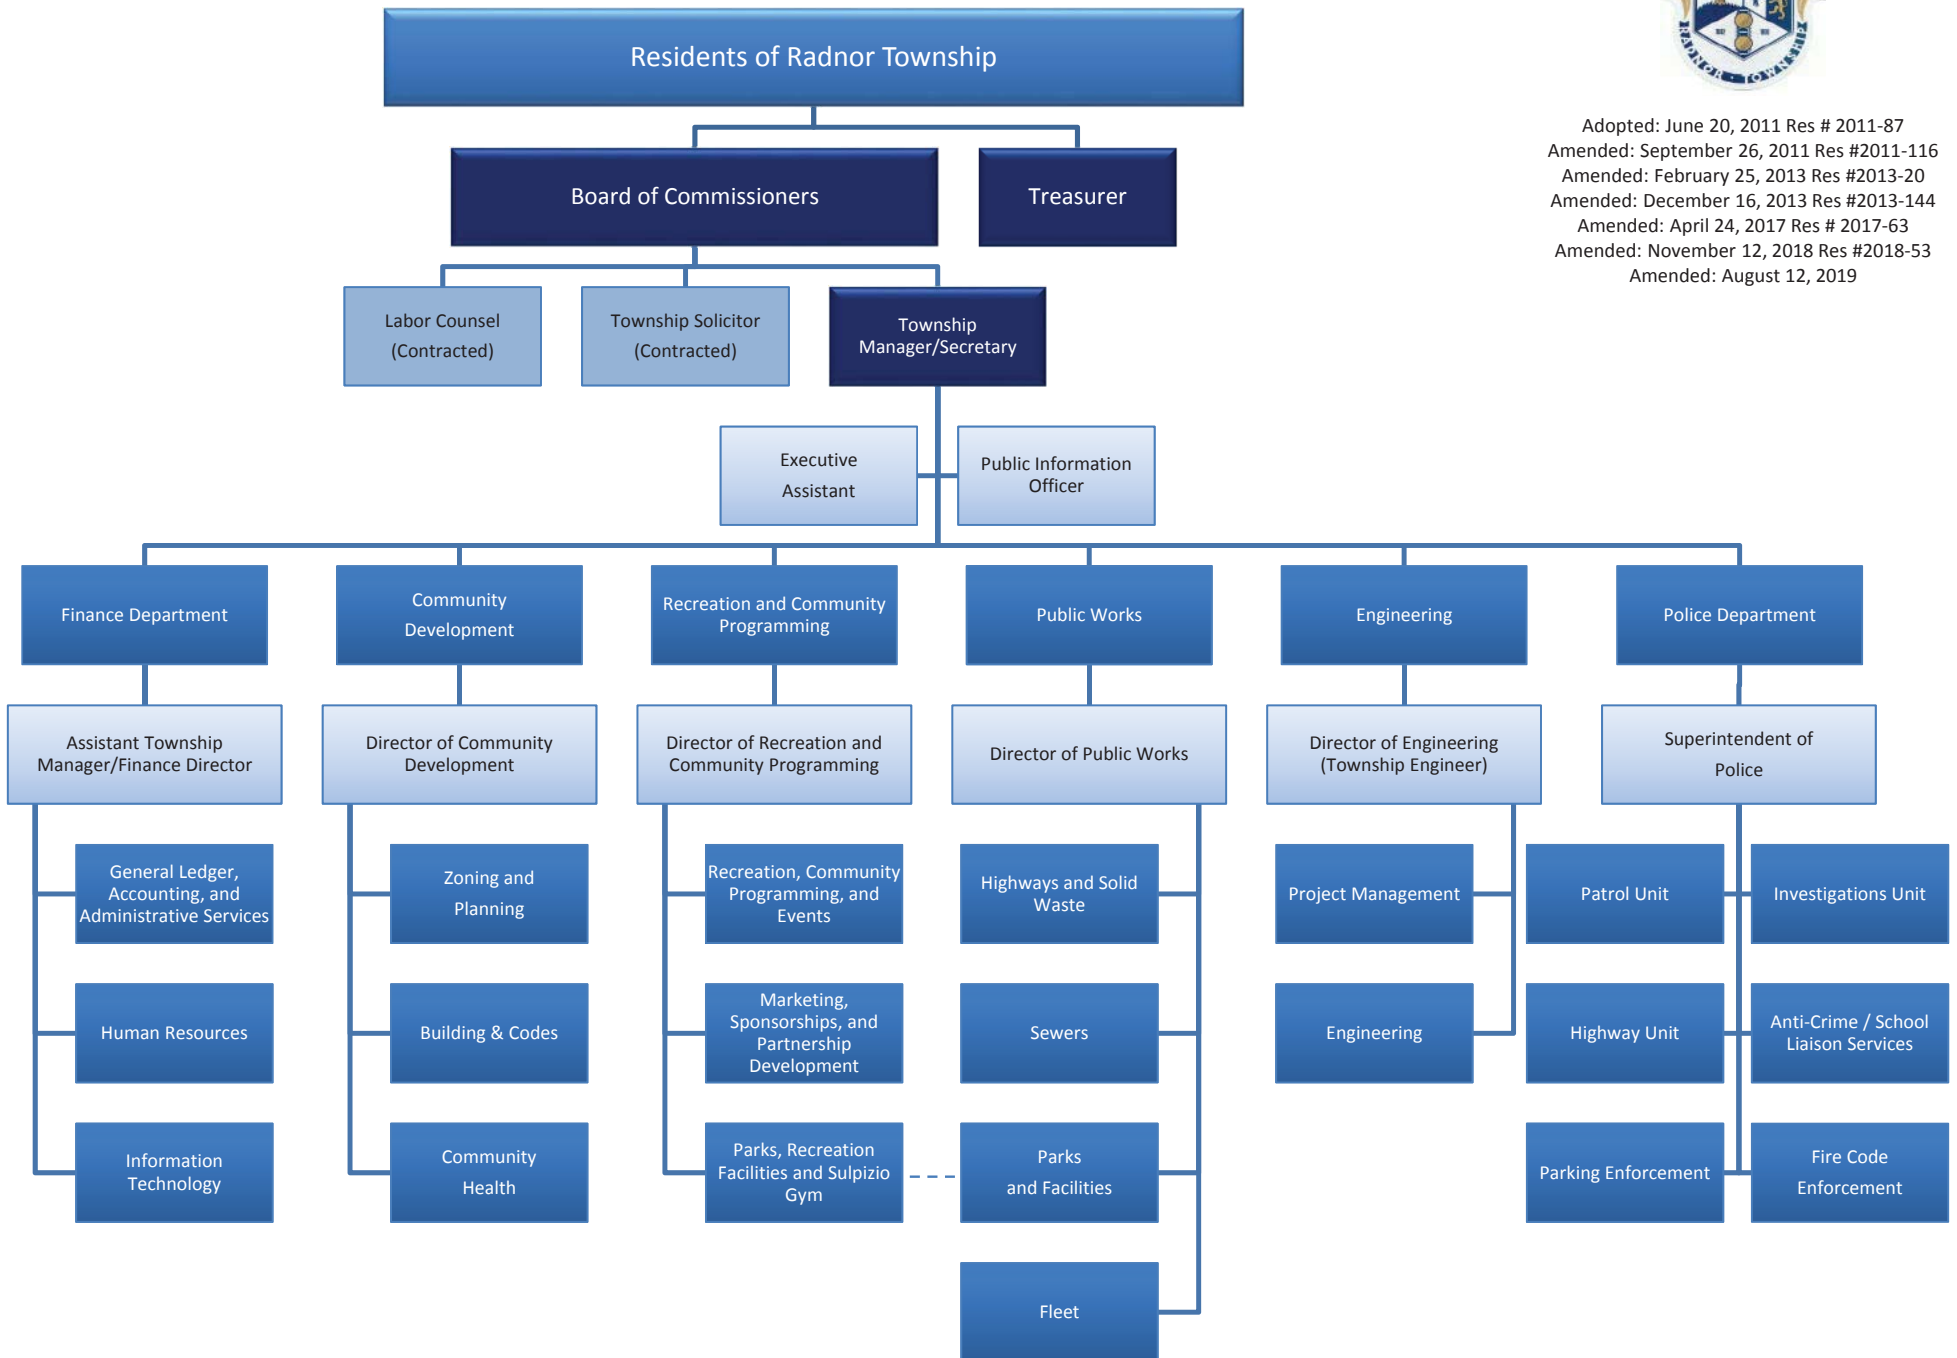 Residents of Radnor Township
RADNOR · TOWNSHIP
Adopted: June 20, 2011 Res # 2011-87
Amended: September 26, 2011 Res #2011-116
Amended: February 25, 2013 Res #2013-20
Amended: December 16, 2013 Res #2013-144
Amended: April 24, 2017 Res # 2017-63
Amended: November 12, 2018 Res #2018-53
Amended: August 12, 2019
Board of Commissioners
Treasurer
Labor Counsel
(Contracted)
Township Solicitor
(Contracted)
Township
Manager/Secretary
Executive
Assistant
Public Information
Officer
Finance Department
Community
Development
Recreation and Community
Programming
Public Works
Engineering
Police Department
Assistant Township
Manager/Finance Director
Director of Community
Development
Director of Recreation and
Community Programming
Director of Public Works
Director of Engineering
(Township Engineer)
Superintendent of
Police
General Ledger,
Accounting, and
Administrative Services
Zoning and
Planning
Recreation, Community
Programming, and
Events
Highways and Solid
Waste
Project Management
Patrol Unit
Investigations Unit
Human Resources
Building & Codes
Marketing,
Sponsorships, and
Partnership
Development
Sewers
Engineering
Highway Unit
Anti-Crime / School
Liaison Services
Information
Technology
Community
Health
Parks, Recreation
Facilities and Sulpizio
Gym
Parks
and Facilities
Parking Enforcement
Fire Code
Enforcement
Fleet